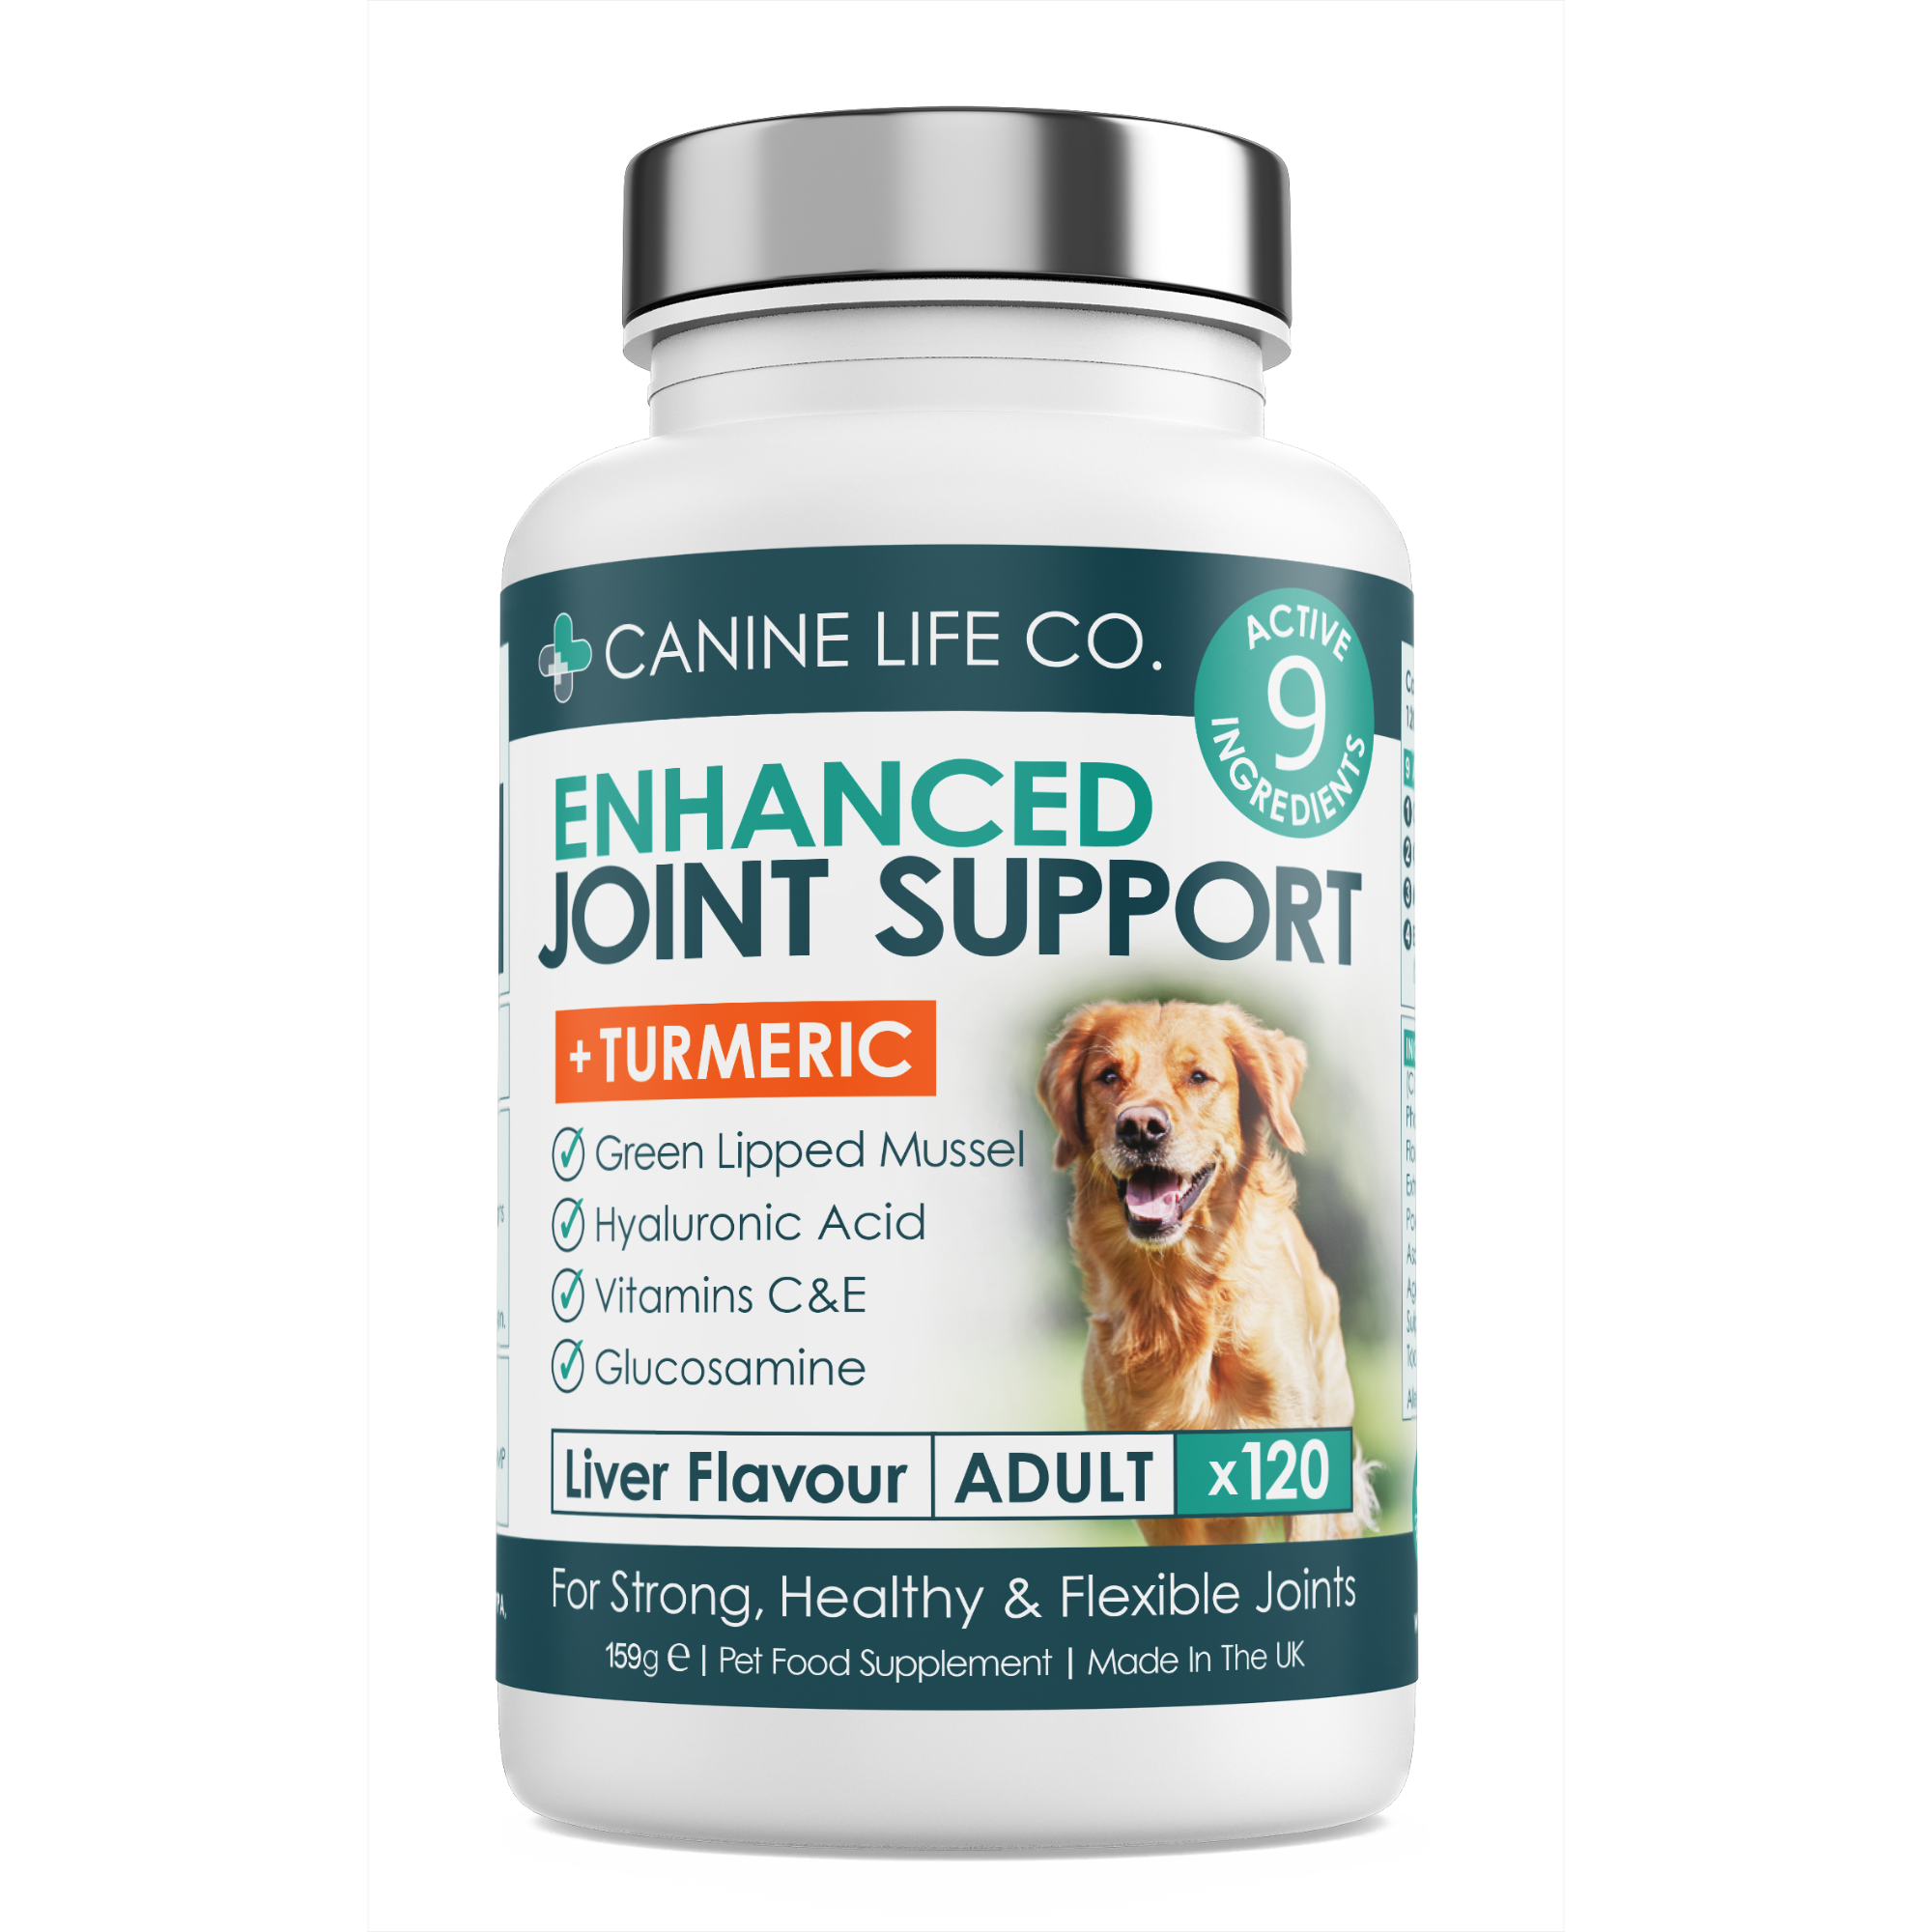 CANINE LIFE CO.
ACTIVE
9
INGREDIENTS
ENHANCED
JOINT SUPPORT
+TURMERIC
Green Lipped Mussel
Hyaluronic Acid
Vitamins C&E
Glucosamine
Liver Flavour
ADULT
x120
For Strong, Healthy & Flexible Joints
159g ℮ | Pet Food Supplement | Made In The UK